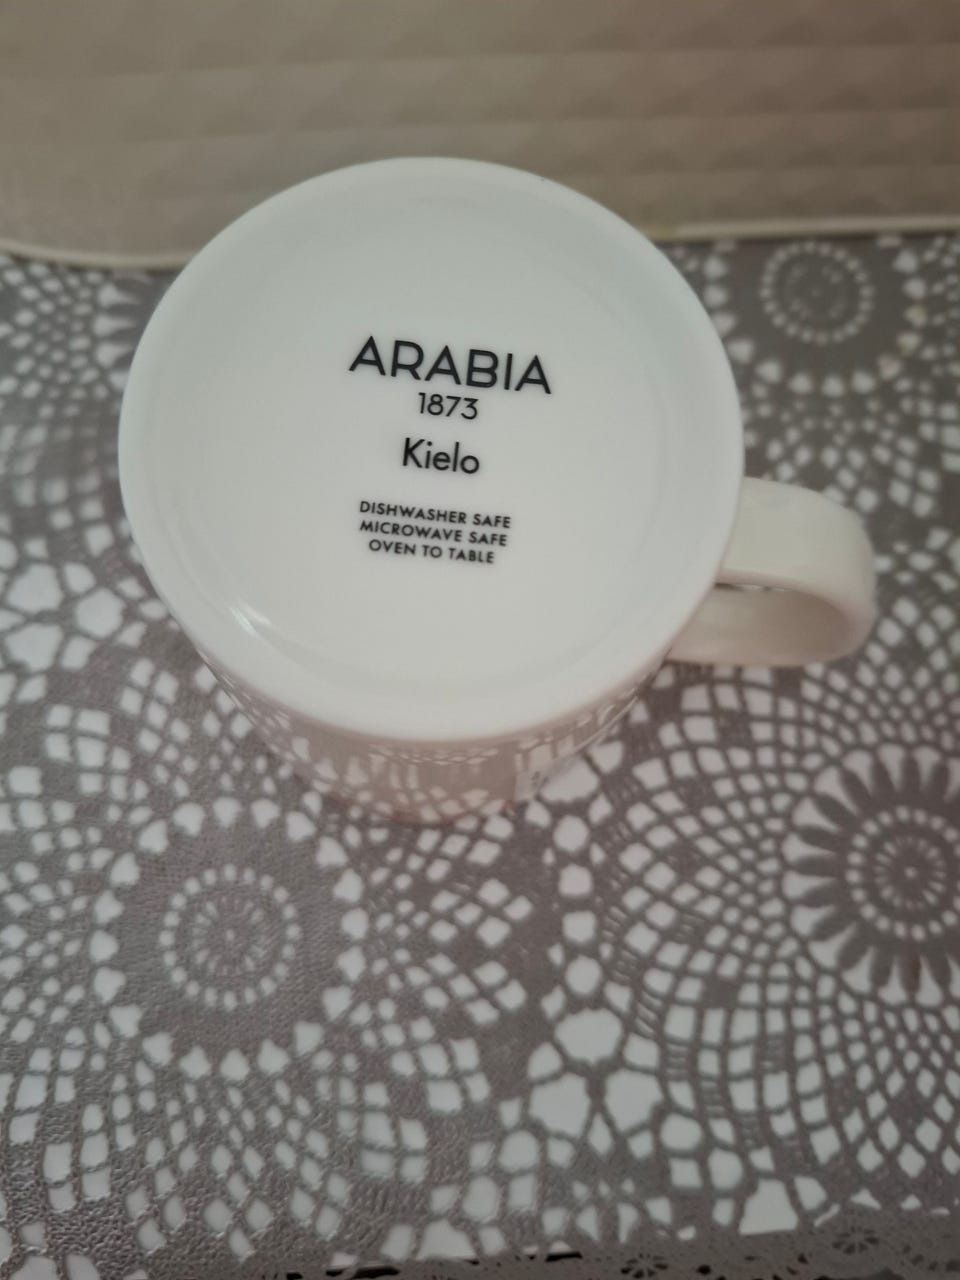 ARABIA
1873
Kielo
DISHWASHER SAFE
MICROWAVE SAFE
OVEN TO TABLE